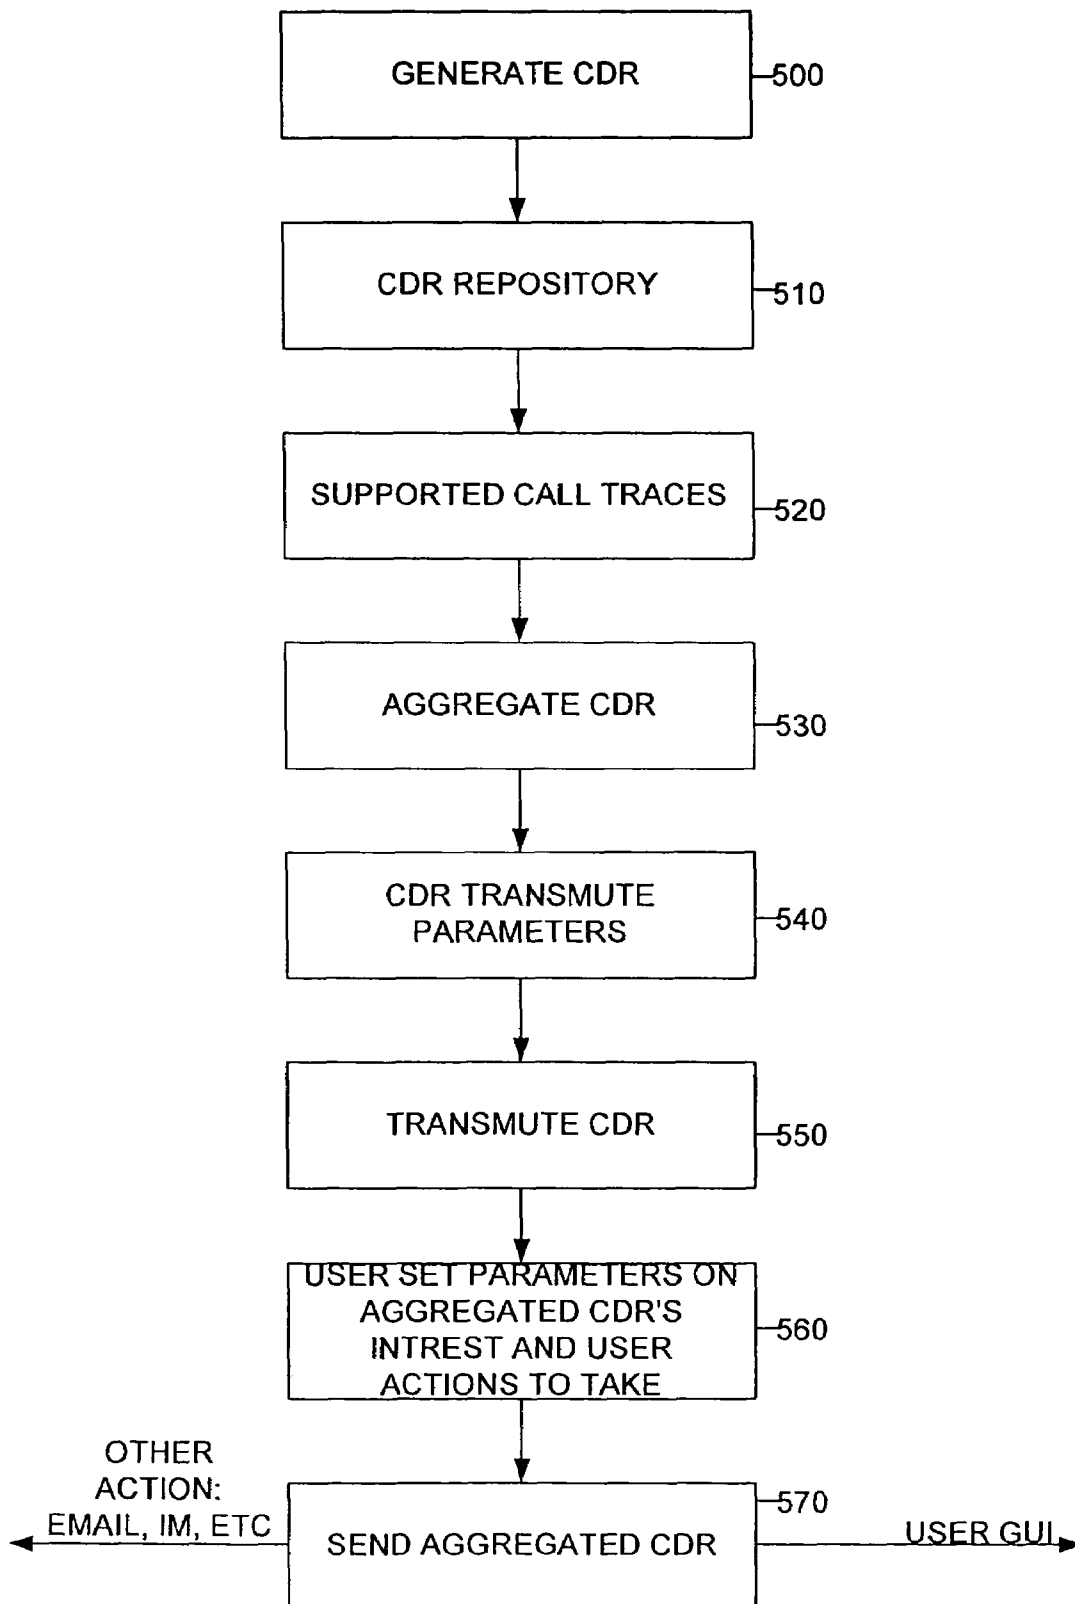 GENERATE CDR
500
CDR REPOSITORY
510
SUPPORTED CALL TRACES
520
AGGREGATE CDR
530
CDR TRANSMUTE
PARAMETERS
540
TRANSMUTE CDR
550
USER SET PARAMETERS ON
AGGREGATED CDR'S
INTREST AND USER
ACTIONS TO TAKE
560
OTHER
ACTION:
EMAIL, IM, ETC
SEND AGGREGATED CDR
570
USER GUI